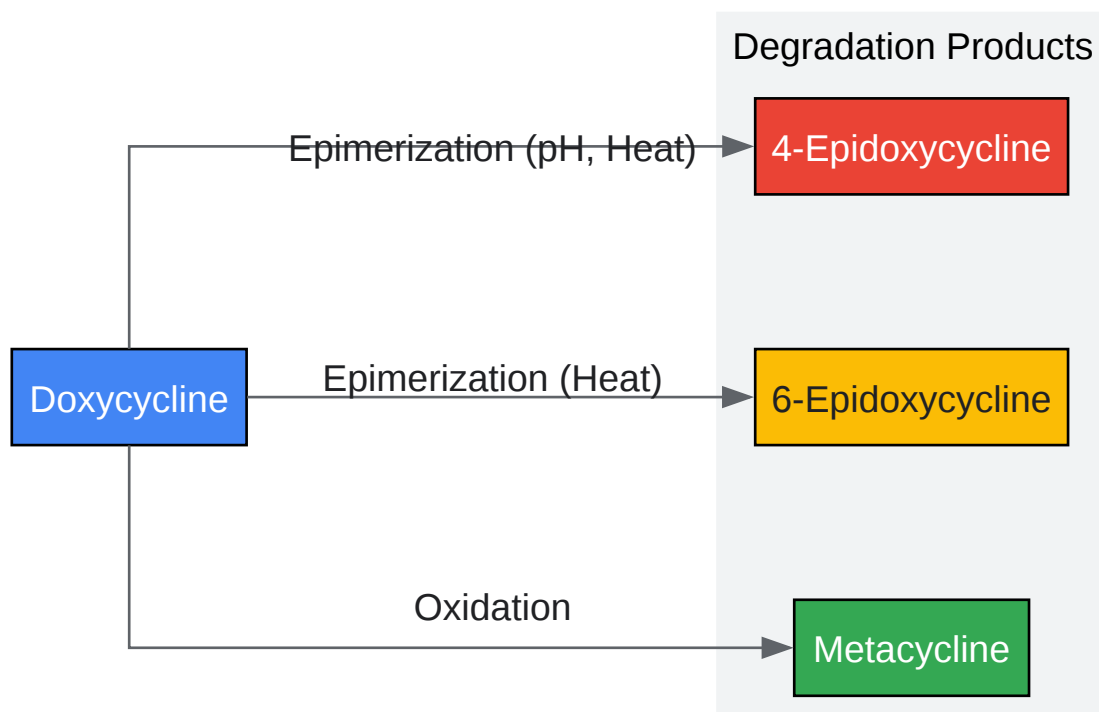 Degradation Products
Epimerization (pH, Heat)
4-Epidoxycycline
Doxycycline
Epimerization (Heat)
6-Epidoxycycline
Oxidation
Metacycline